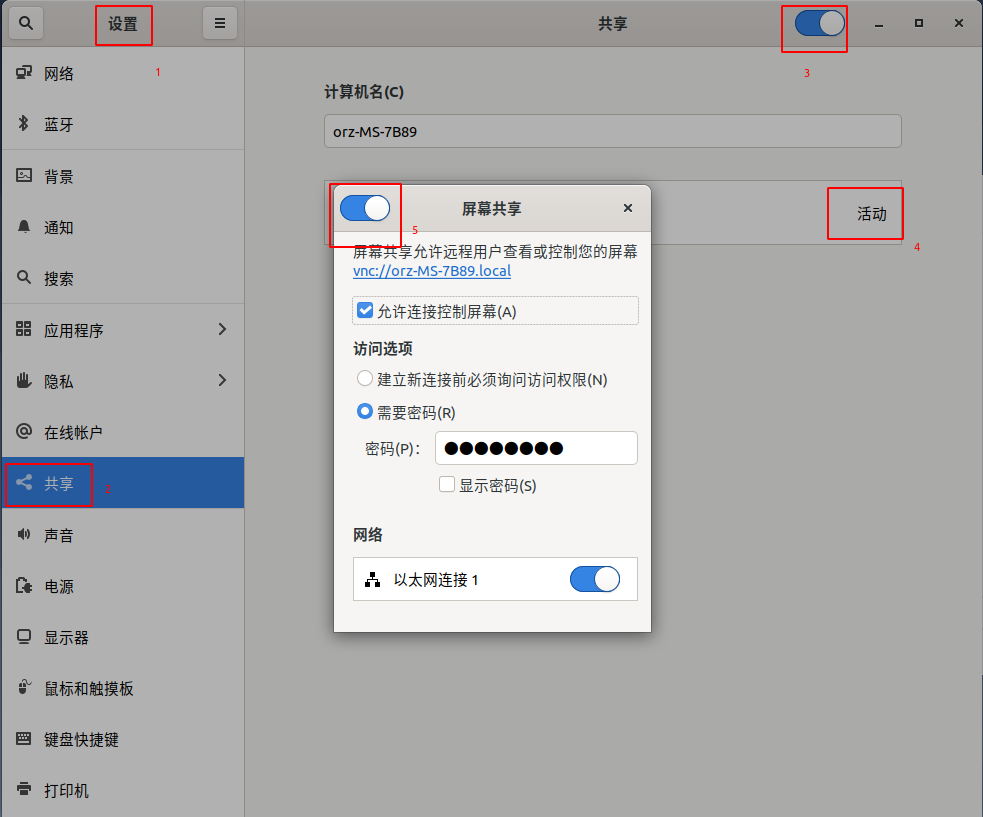 设置
共享
1
3
网络
蓝牙
背景
通知
搜索
应用程序
隐私
在线帐户
共享
2
声音
电源
显示器
鼠标和触摸板
键盘快捷键
打印机
计算机名(C)
orz-MS-7B89
活动
4
屏幕共享
5
屏幕共享允许远程用户查看或控制您的屏幕
vnc://orz-MS-7B89.local
允许连接控制屏幕(A)
访问选项
建立新连接前必须询问访问权限(N)
需要密码(R)
密码(P)：
●●●●●●●●
显示密码(S)
网络
以太网连接 1